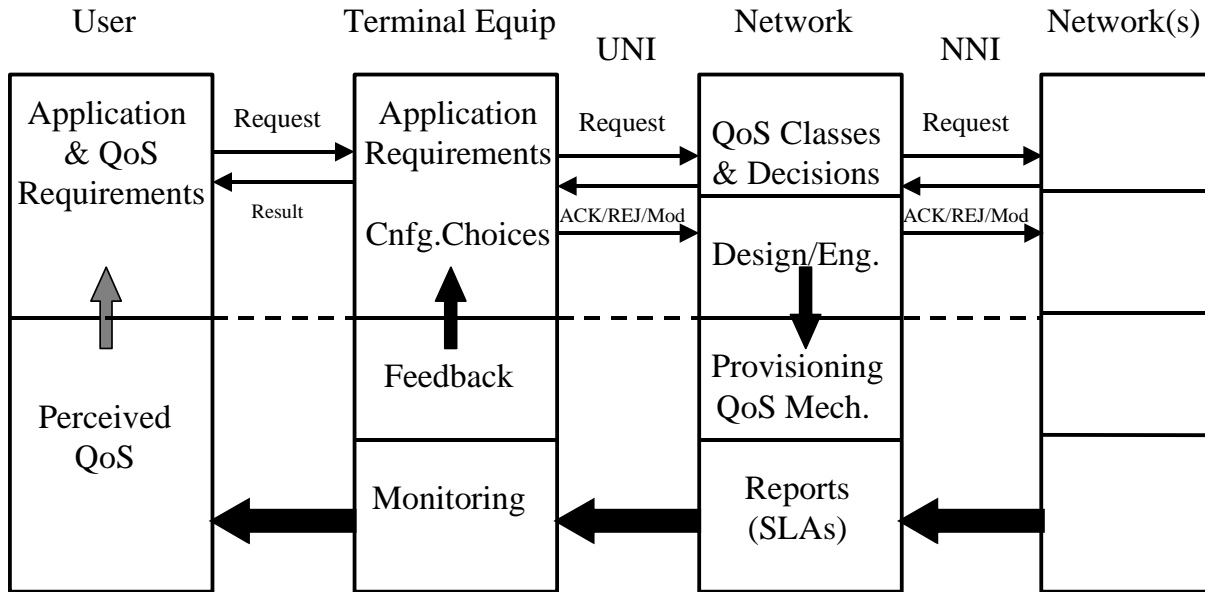 User
Terminal Equip
UNI
Network
NNI
Network(s)
Application
& QoS
Requirements
Request
Result
Application
Requirements
Cnfg.Choices
Request
ACK/REJ/Mod
QoS Classes
& Decisions
Design/Eng.
Request
ACK/REJ/Mod
Perceived
QoS
Feedback
Monitoring
Provisioning
QoS Mech.
Reports
(SLAs)